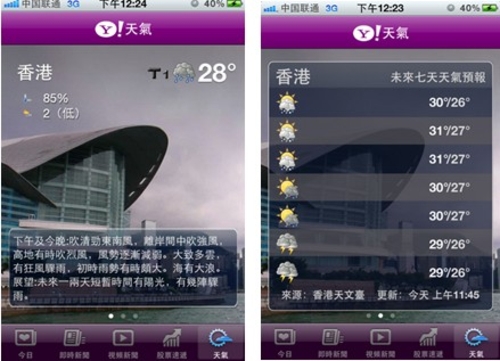 中国联通 3G 下午12:24 40%
Y! 天氣
香港
T1 28°
85%
2（低）
下午及今晚:吹清勁東南風，離岸間中吹強風,
高地有時吹烈風，風勢逐漸減弱。大致多雲，
有狂風驟雨，初時雨勢有時頗大。海有大浪。
展望:未來一兩天短暫時間有陽光，有幾陣驟
雨。
今日 即時新聞 視頻新聞 股票速遞 天氣
中国联通 3G 下午12:23 40%
Y! 天氣
香港 未來七天天氣預報
30°/26°
31°/27°
31°/27°
30°/27°
30°/27°
29°/26°
29°/26°
來源：香港天文臺 更新：今天 上午11:45
今日 即時新聞 視頻新聞 股票速遞 天氣